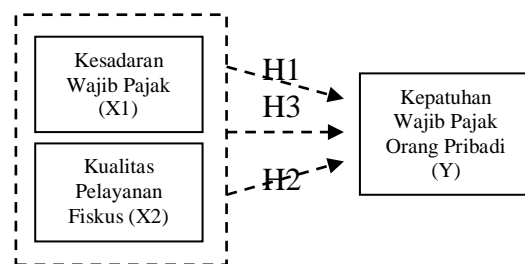 Kesadaran
Wajib Pajak
(X1)
Kualitas
Pelayanan
Fiskus (X2)
H1
H3
H2
Kepatuhan
Wajib Pajak
Orang Pribadi
(Y)